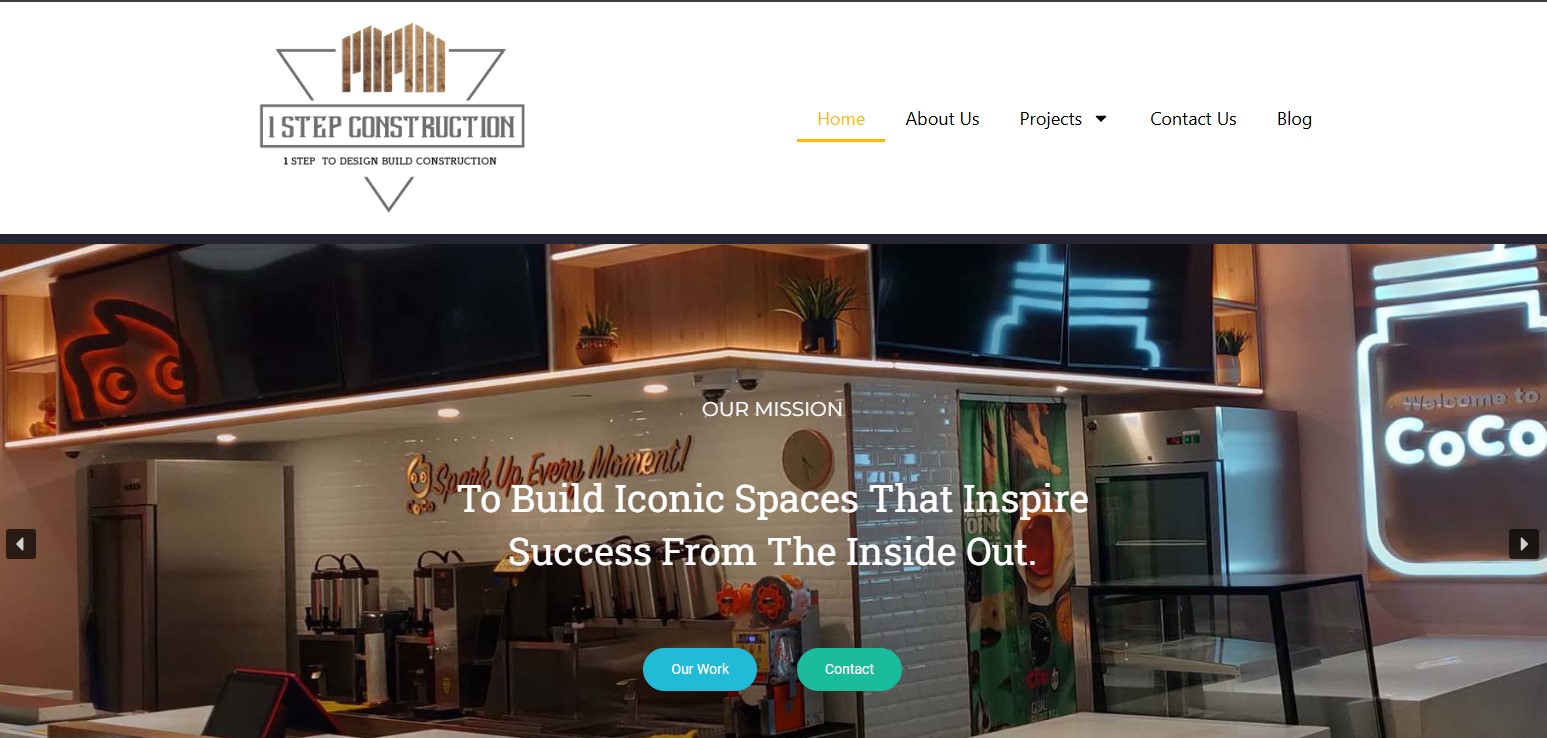 1 STEP CONSTRUCTION
1 STEP TO DESIGN BUILD CONSTRUCTION
Home
About Us
Projects
Contact Us
Blog
OUR MISSION
Spark Up Every Moment!
CoCo
Welcome to
CoCo
To Build Iconic Spaces That Inspire
Success From The Inside Out.
Our Work
Contact